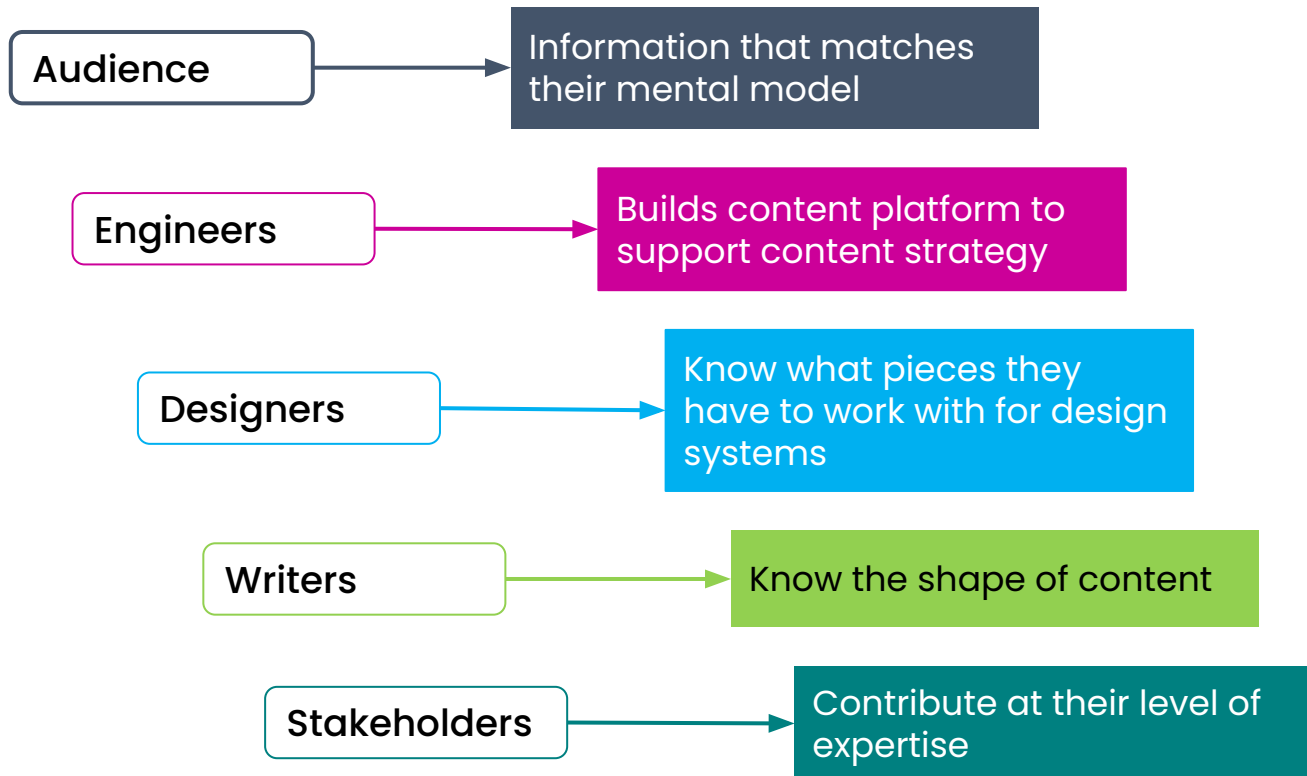 Audience
Information that matches
their mental model
Engineers
Builds content platform to
support content strategy
Designers
Know what pieces they
have to work with for design
systems
Writers
Know the shape of content
Stakeholders
Contribute at their level of
expertise